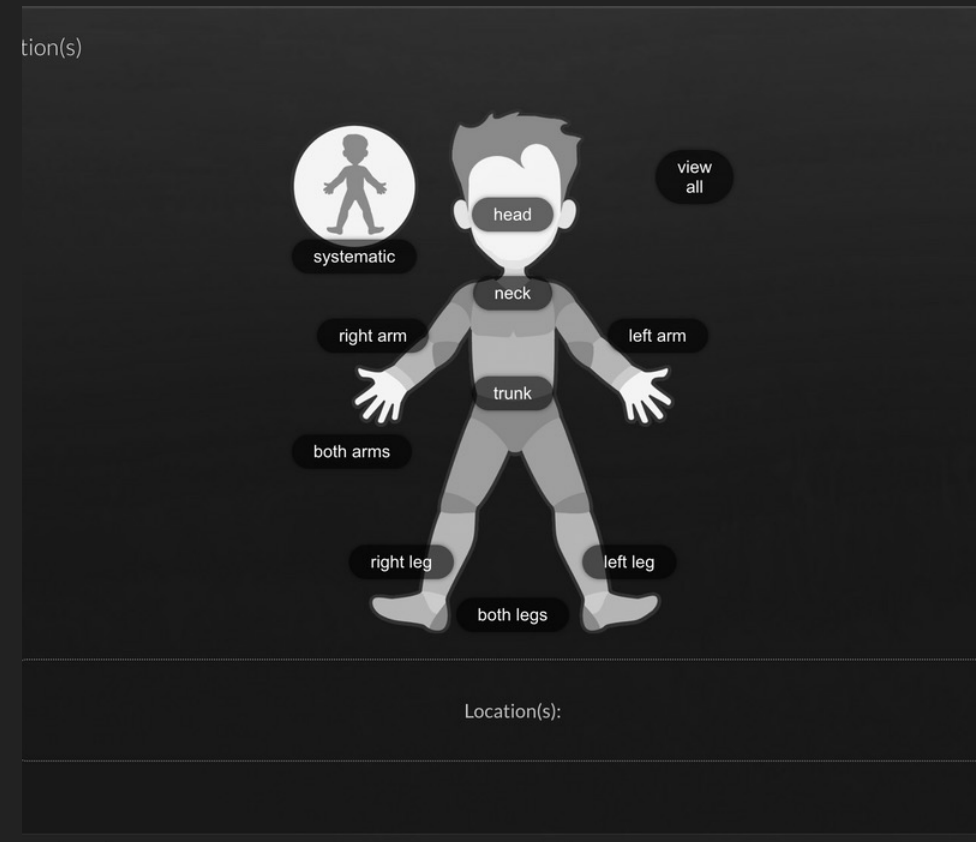 tion(s)
view
all
head
systematic
neck
right arm
left arm
trunk
both arms
right leg
left leg
both legs
Location(s):